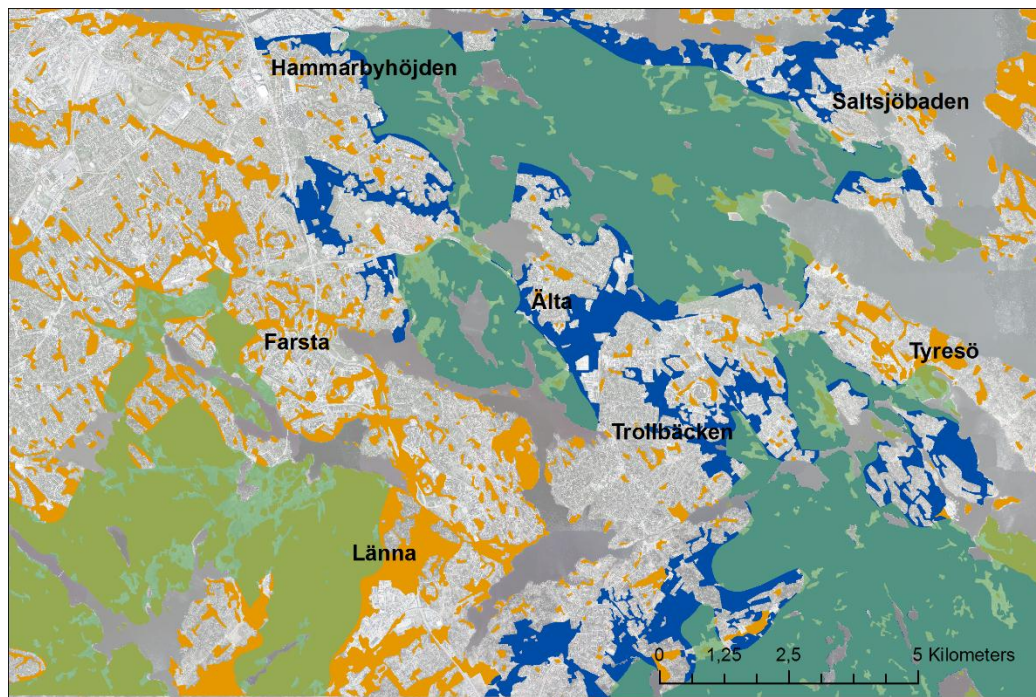 Hammarbyhöjden
Saltsjöbaden
Älta
Farsta
Tyresö
Trollbäcken
Länna
0 1,25 2,5 5 Kilometers